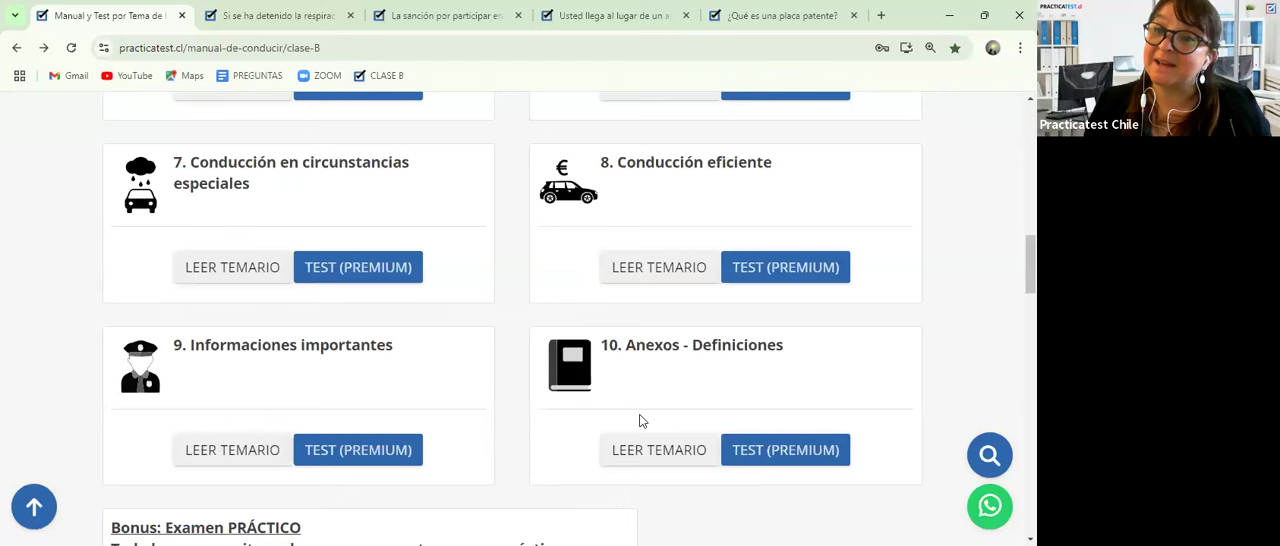 Manual y Test por Tema de l
Si se ha detenido la respirac
La sanción por participar en
Usted llega al lugar de un a
¿Qué es una placa patente?
practicatest.cl/manual-de-conducir/clase-B
Gmail
YouTube
Maps
PREGUNTAS
ZOOM
CLASE B
PRACTICATEST.cl
Practicatest Chile
7. Conducción en circunstancias
especiales
LEER TEMARIO
TEST (PREMIUM)
€
8. Conducción eficiente
LEER TEMARIO
TEST (PREMIUM)
9. Informaciones importantes
LEER TEMARIO
TEST (PREMIUM)
10. Anexos - Definiciones
LEER TEMARIO
TEST (PREMIUM)
Bonus: Examen PRÁCTICO